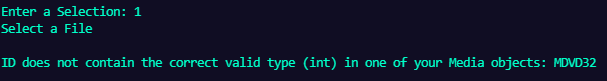 Enter a Selection: 1
Select a File
ID does not contain the correct valid type (int) in one of your Media objects: MDVD32